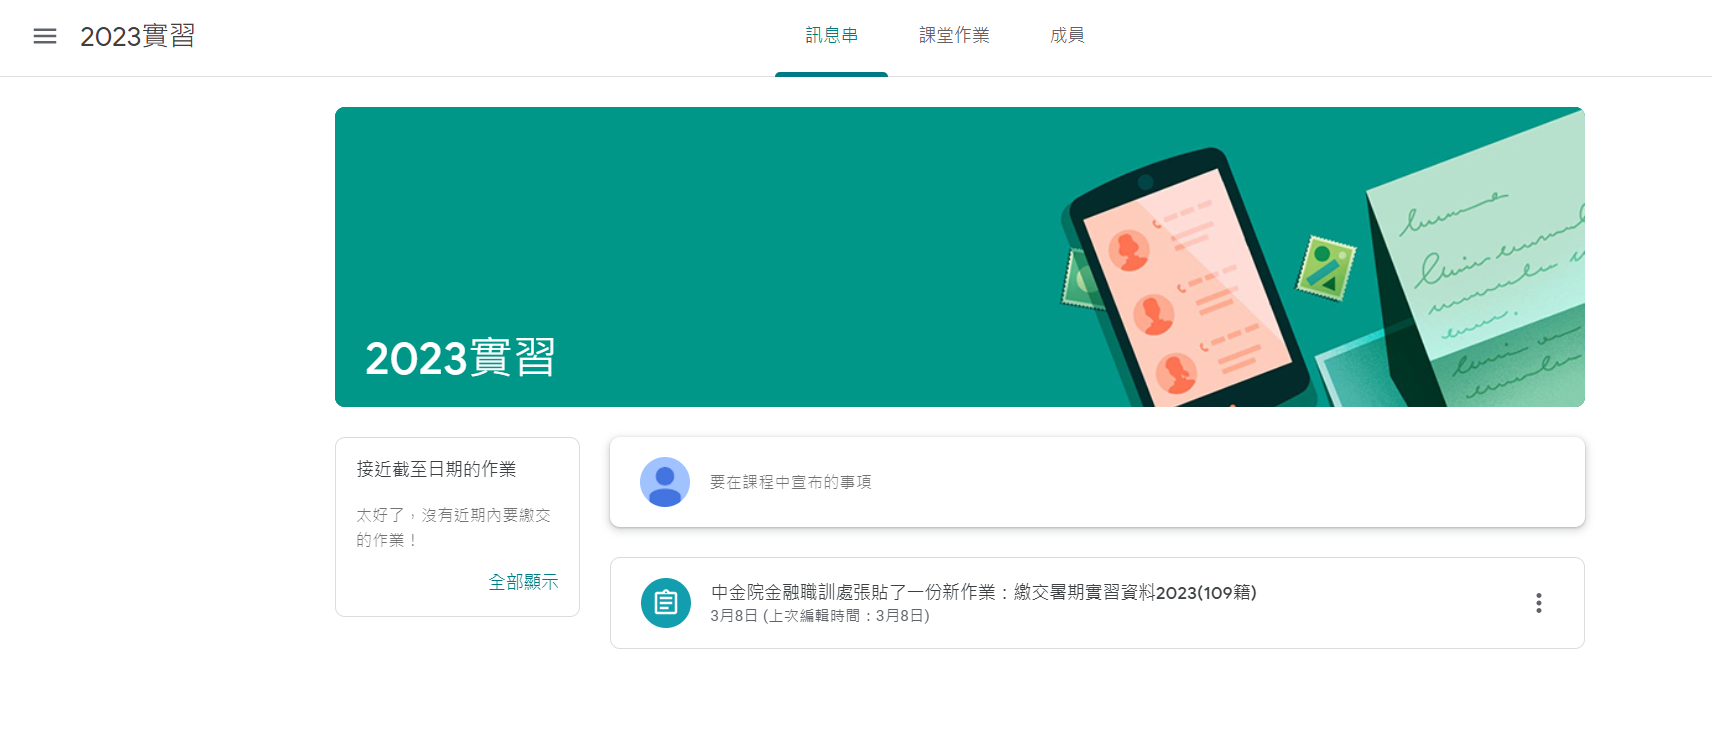 2023實習
訊息串
課堂作業
成員
2023實習
接近截至日期的作業
太好了，沒有近期內要繳交
的作業！
全部顯示
要在課程中宣布的事項
中金院金融職訓處張貼了一份新作業：繳交暑期實習資料2023(109籍)
3月8日 (上次編輯時間：3月8日)